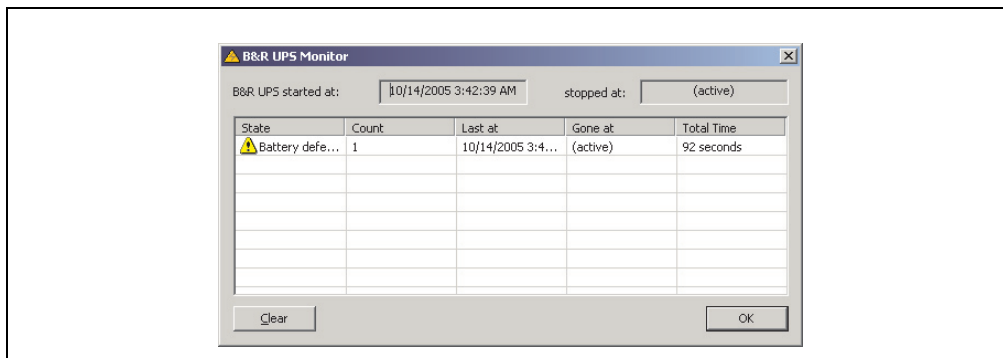 B&R UPS Monitor
B&R UPS started at: 10/14/2005 3:42:39 AM stopped at: (active)
State Count Last at Gone at Total Time
Battery defe... 1 10/14/2005 3:4... (active) 92 seconds
Clear OK